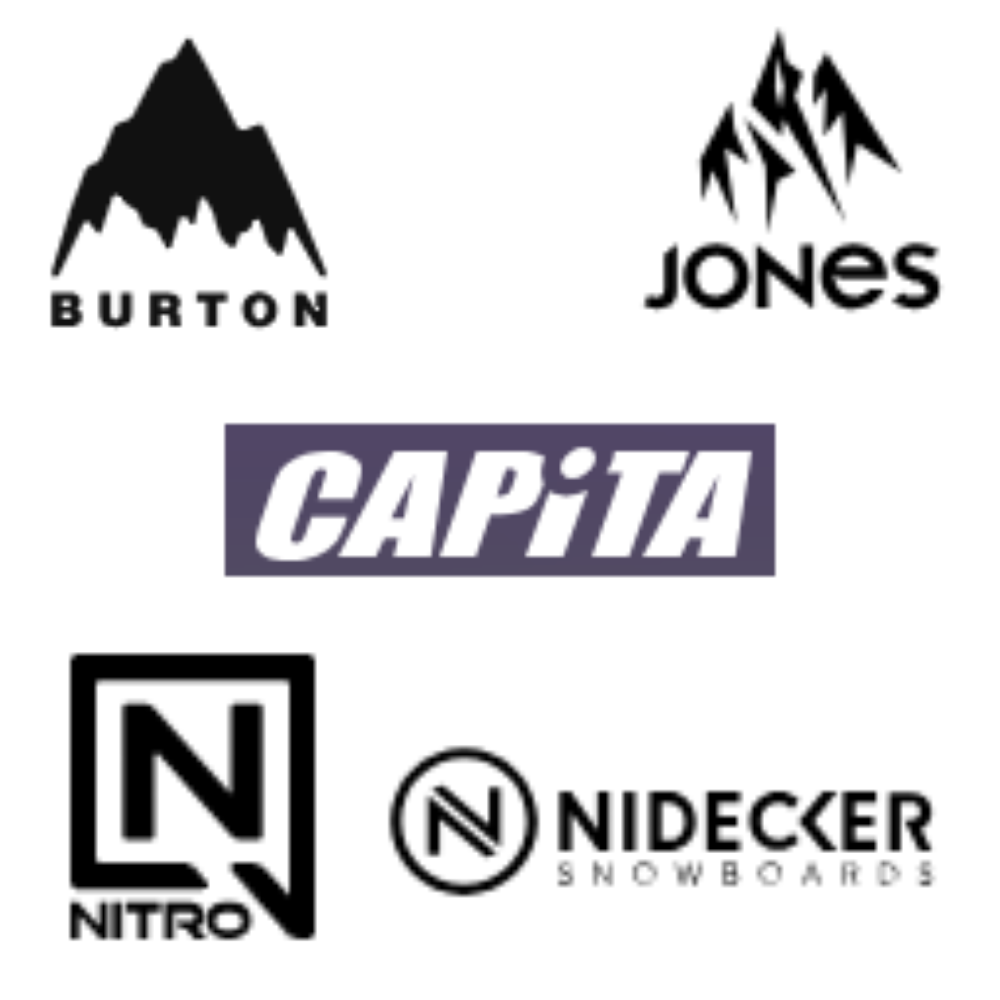 BURTON
JONeS
CAPiTA
N
NITRO
N NIDECKER
SNOWBOARDS